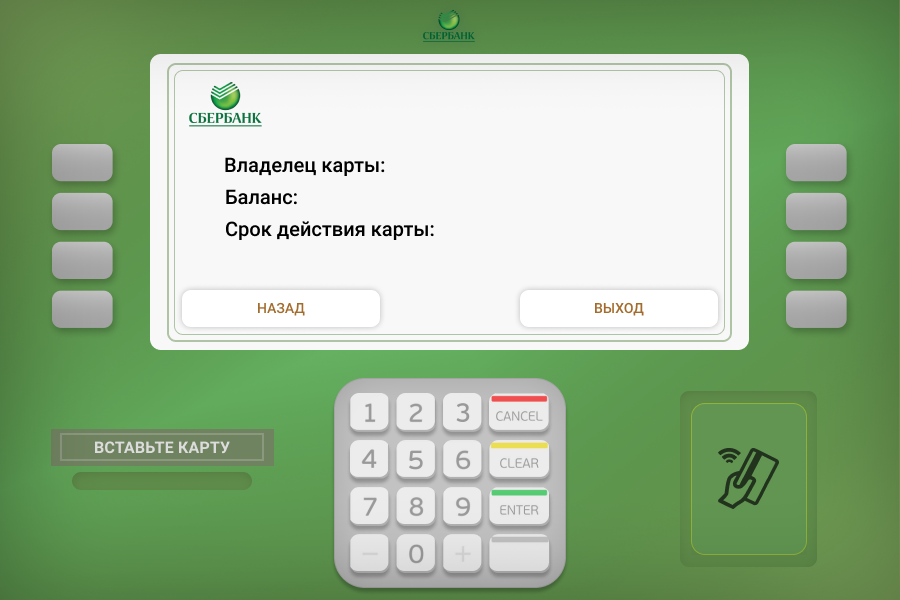 СБЕРБАНК
СБЕРБАНК
Владелец карты:
Баланс:
Срок действия карты:
НАЗАД
ВЫХОД
1 2 3 CANCEL
ВСТАВЬТЕ КАРТУ
4 5 6 CLEAR
7 8 9 ENTER
− 0 +